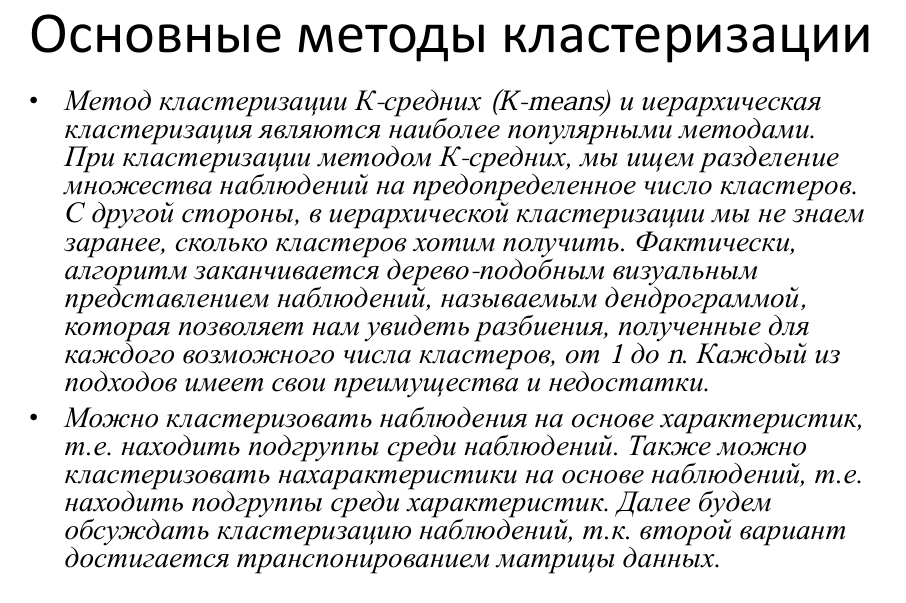 Основные методы кластеризации
• Метод кластеризации К-средних (K-means) и иерархическая
кластеризация являются наиболее популярными методами.
При кластеризации методом К-средних, мы ищем разделение
множества наблюдений на предопределенное число кластеров.
С другой стороны, в иерархической кластеризации мы не знаем
заранее, сколько кластеров хотим получить. Фактически,
алгоритм заканчивается дерево-подобным визуальным
представлением наблюдений, называемым дендрограммой,
которая позволяет нам увидеть разбиения, полученные для
каждого возможного числа кластеров, от 1 до n. Каждый из
подходов имеет свои преимущества и недостатки.
• Можно кластеризовать наблюдения на основе характеристик,
т.е. находить подгруппы среди наблюдений. Также можно
кластеризовать нахарактеристики на основе наблюдений, т.е.
находить подгруппы среди характеристик. Далее будем
обсуждать кластеризацию наблюдений, т.к. второй вариант
достигается транспонированием матрицы данных.